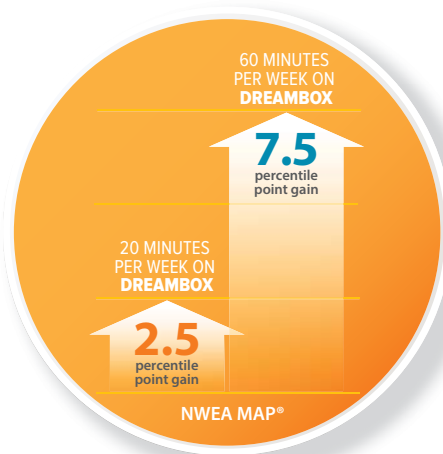 60 MINUTES
PER WEEK ON
DREAMBOX
7.5
percentile
point gain
20 MINUTES
PER WEEK ON
DREAMBOX
2.5
percentile
point gain
NWEA MAP®